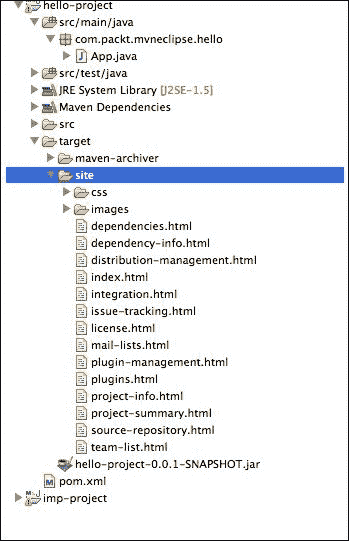 hello-project
src/main/java
com.packt.mvneclipse.hello
App.java
src/test/java
JRE System Library [J2SE-1.5]
Maven Dependencies
src
target
maven-archiver
site
css
images
dependencies.html
dependency-info.html
distribution-management.html
index.html
integration.html
issue-tracking.html
license.html
mail-lists.html
plugin-management.html
plugins.html
project-info.html
project-summary.html
source-repository.html
team-list.html
hello-project-0.0.1-SNAPSHOT.jar
pom.xml
imp-project